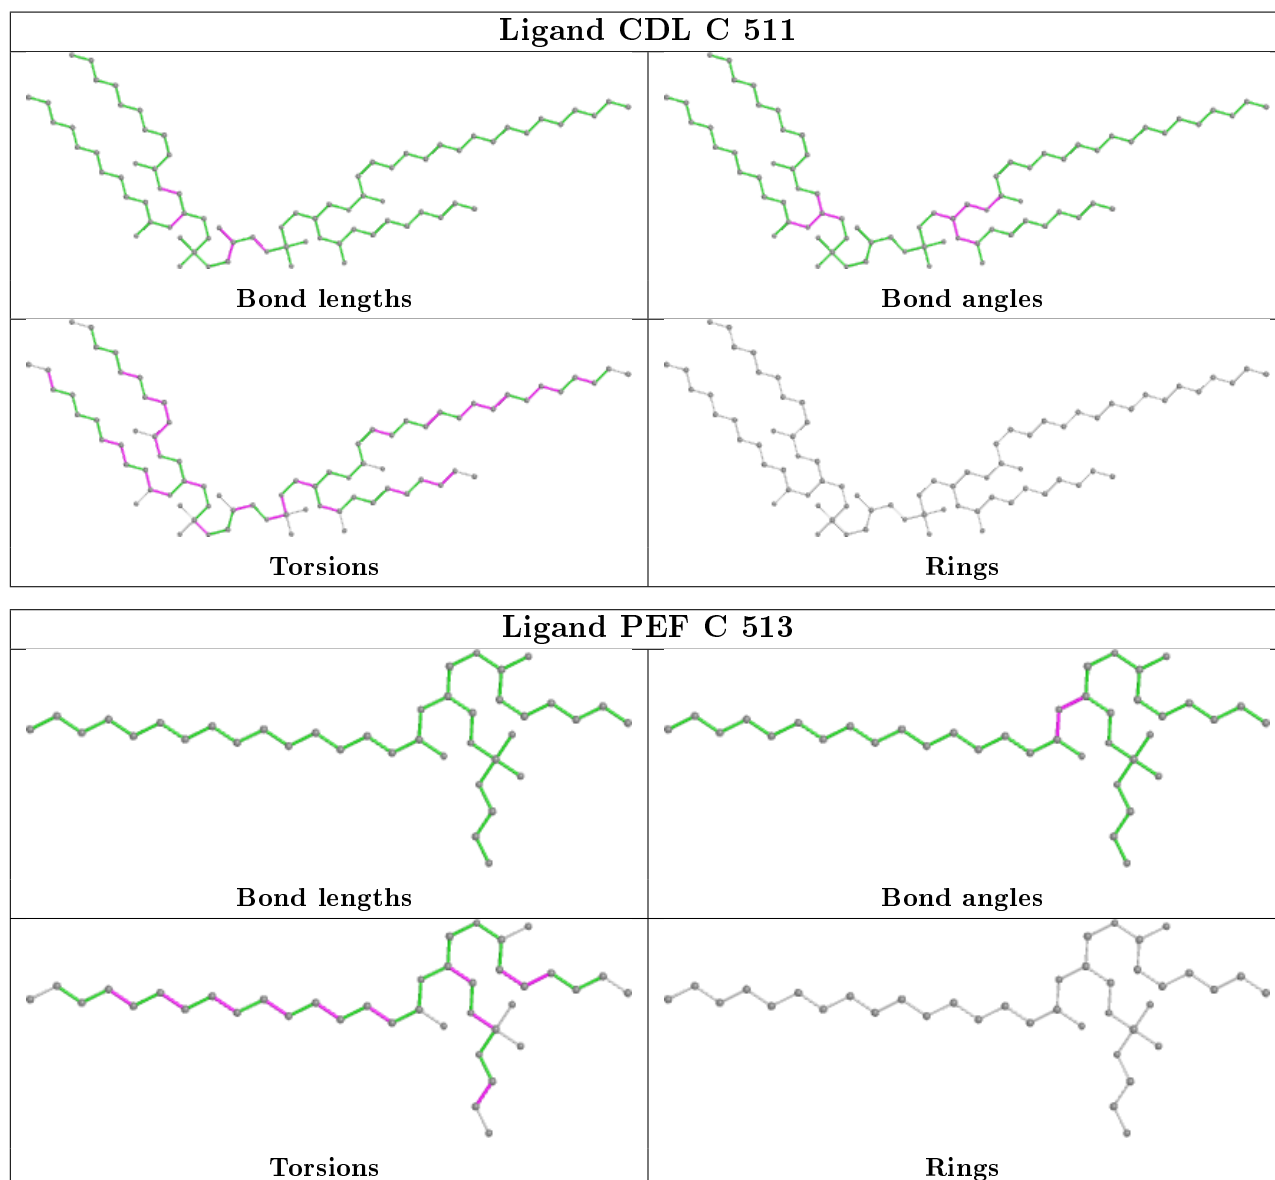 Ligand CDL C 511
Bond lengths
Bond angles
Torsions
Rings
Ligand PEF C 513
Bond lengths
Bond angles
Torsions
Rings